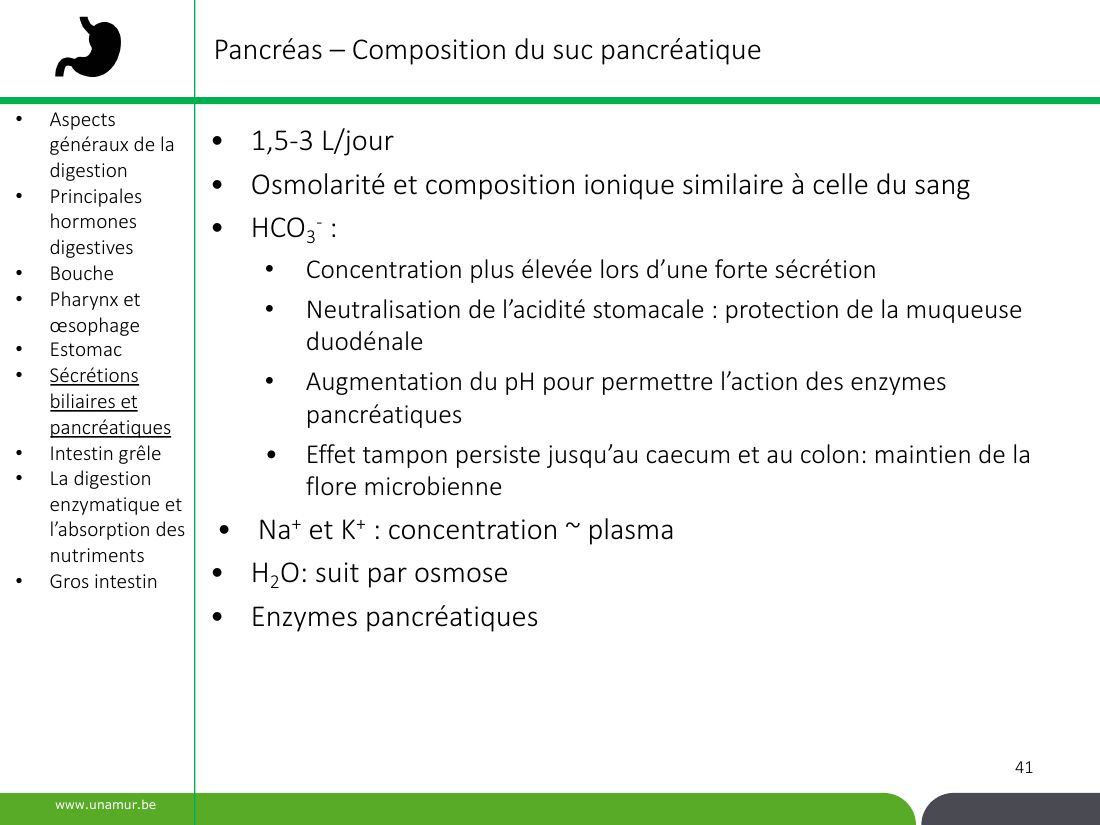 Pancréas – Composition du suc pancréatique
• Aspects
généraux de la
digestion
• Principales
hormones
digestives
• Bouche
• Pharynx et
œsophage
• Estomac
• Sécrétions
biliaires et
pancréatiques
• Intestin grêle
• La digestion
enzymatique et
l’absorption des
nutriments
• Gros intestin
• 1,5-3 L/jour
• Osmolarité et composition ionique similaire à celle du sang
• HCO₃⁻ :
• Concentration plus élevée lors d’une forte sécrétion
• Neutralisation de l’acidité stomacale : protection de la muqueuse
duodénale
• Augmentation du pH pour permettre l’action des enzymes
pancréatiques
• Effet tampon persiste jusqu’au caecum et au colon: maintien de la
flore microbienne
• Na⁺ et K⁺ : concentration ~ plasma
• H₂O: suit par osmose
• Enzymes pancréatiques
41
www.unamur.be